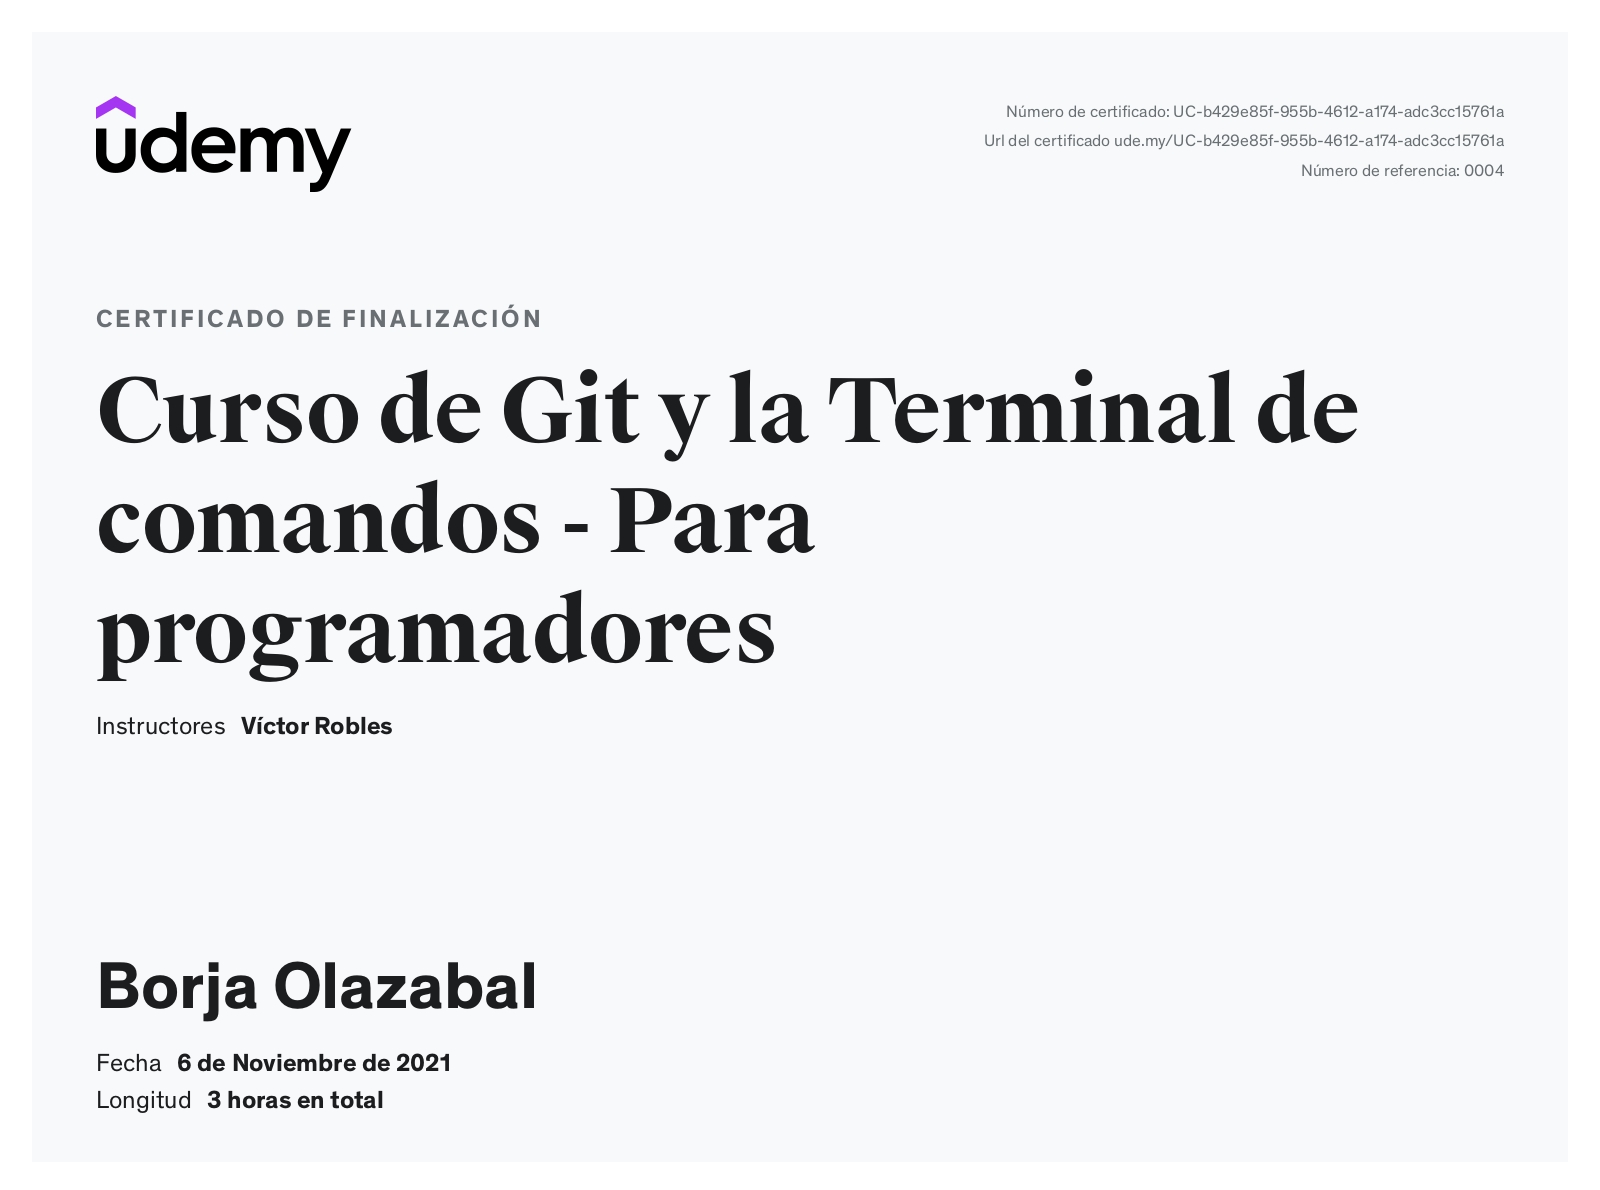 udemy
Número de certificado: UC-b429e85f-955b-4612-a174-adc3cc15761a
Url del certificado ude.my/UC-b429e85f-955b-4612-a174-adc3cc15761a
Número de referencia: 0004
CERTIFICADO DE FINALIZACIÓN
Curso de Git y la Terminal de
comandos - Para
programadores
Instructores Víctor Robles
Borja Olazabal
Fecha 6 de Noviembre de 2021
Longitud 3 horas en total